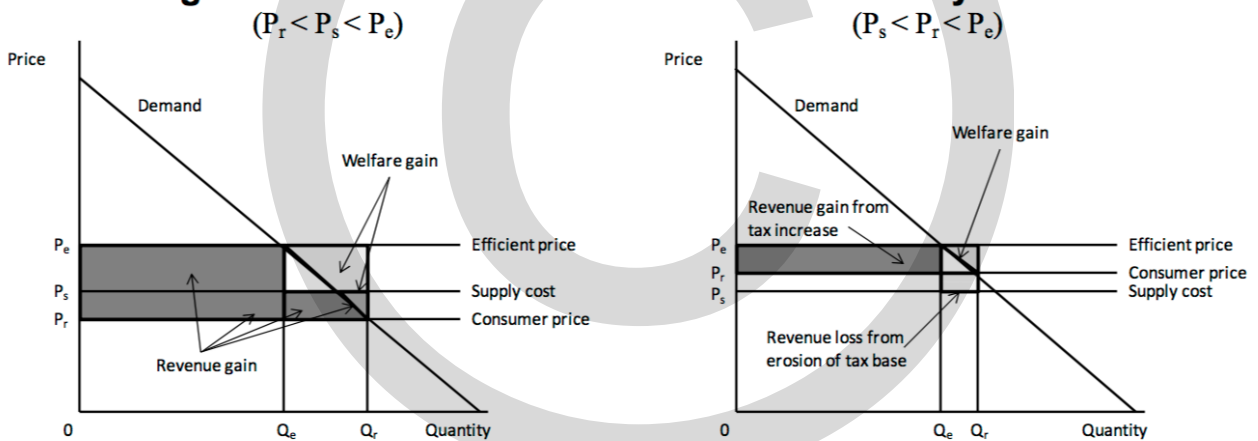 (Pr < Ps < Pe)
Price
Demand
Welfare gain
Pe
Efficient price
Ps
Supply cost
Pr
Consumer price
Revenue gain
0
Qe
Qr
Quantity
(Ps < Pr < Pe)
Price
Demand
Welfare gain
Revenue gain from
tax increase
Pe
Efficient price
Pr
Consumer price
Ps
Supply cost
Revenue loss from
erosion of tax base
0
Qe
Qr
Quantity